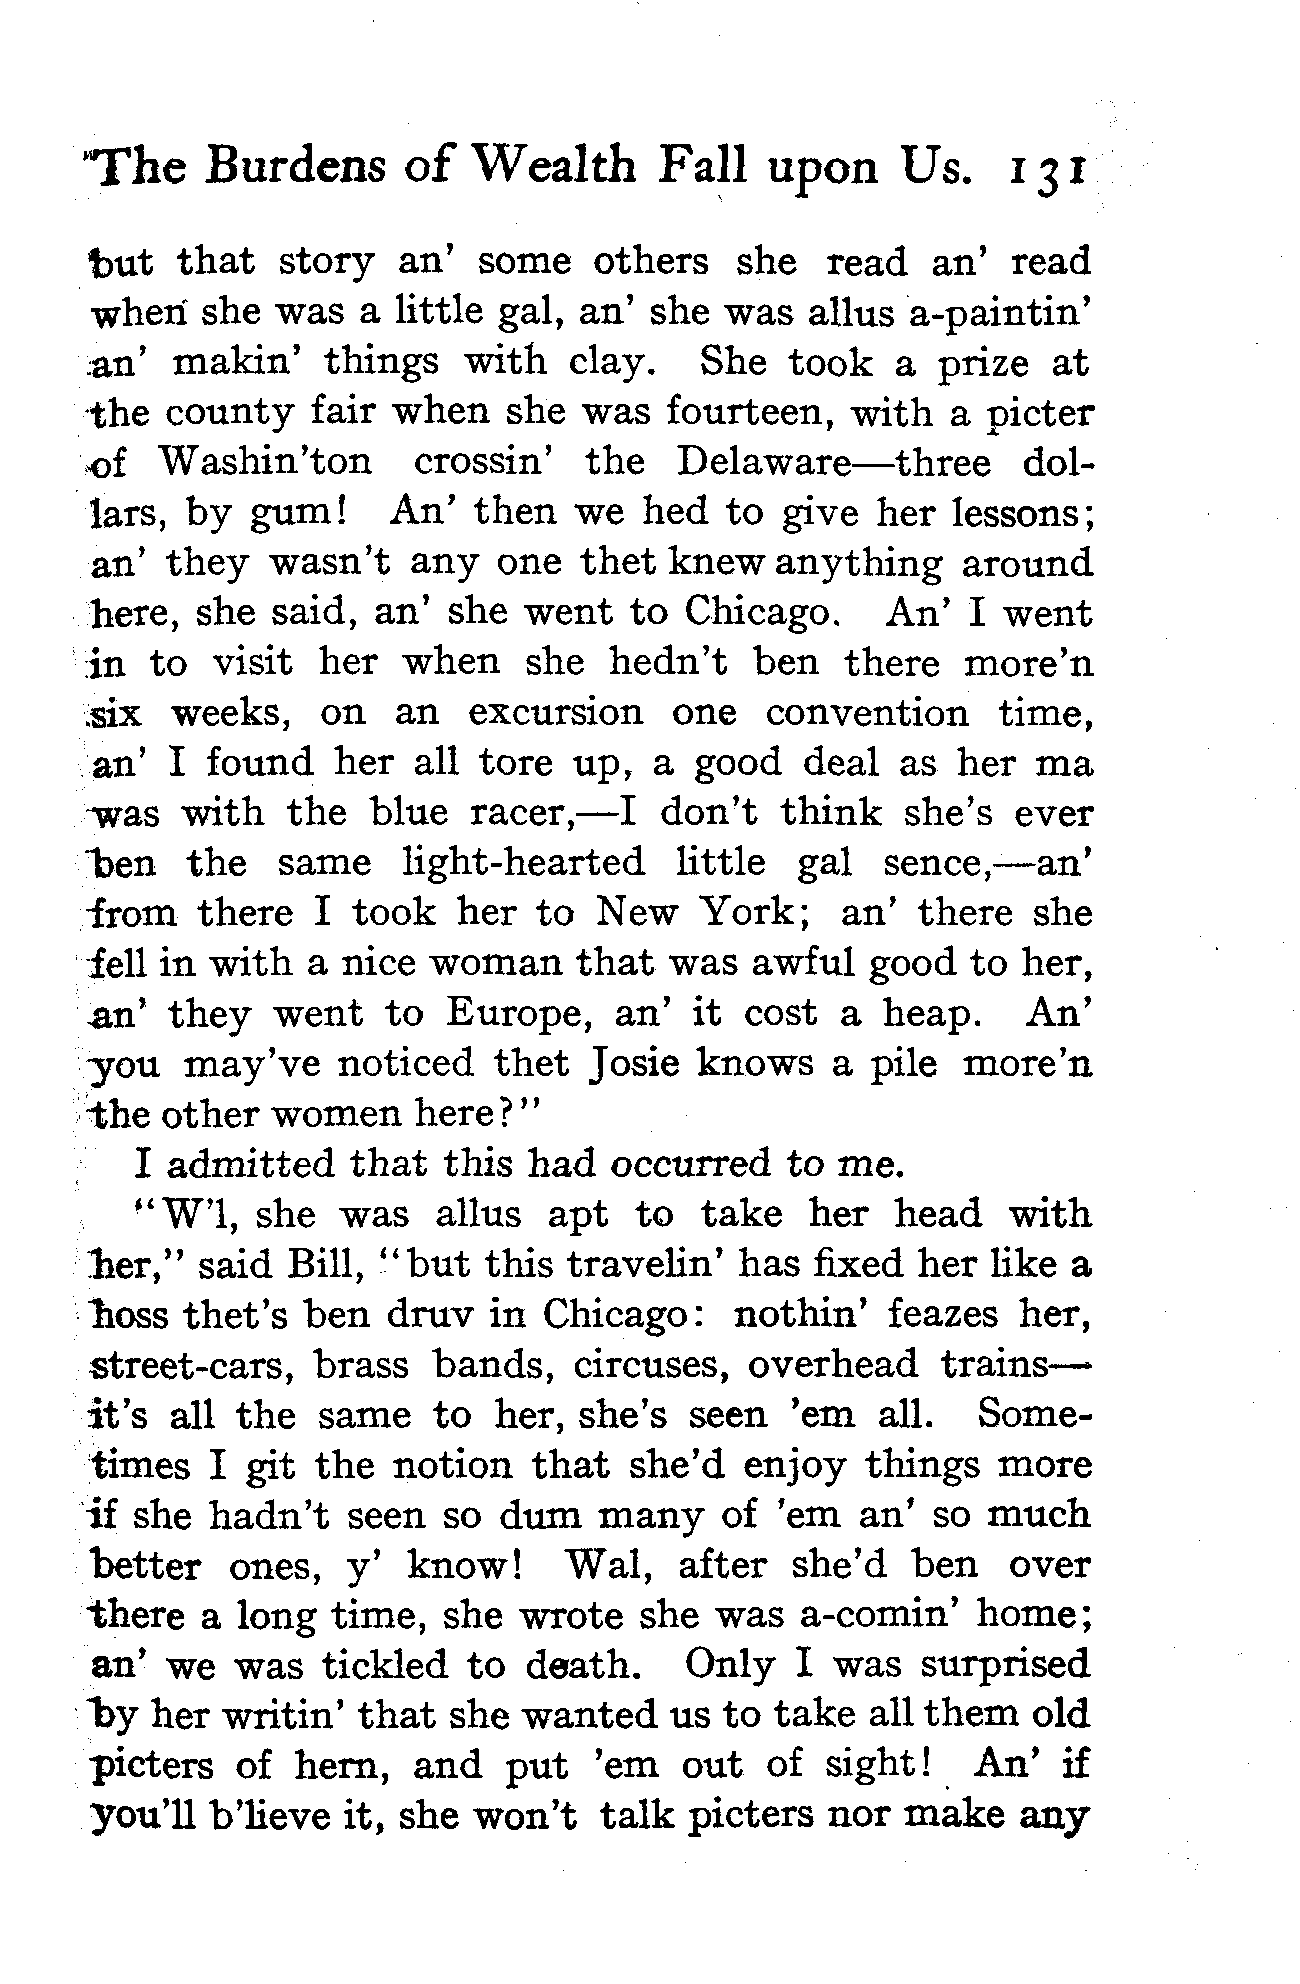 The Burdens of Wealth Fall upon Us. 131
but that story an' some others she read an' read
when she was a little gal, an' she was allus a-paintin'
an' makin' things with clay. She took a prize at
the county fair when she was fourteen, with a picter
of Washin'ton crossin' the Delaware—three dol-
lars, by gum! An' then we hed to give her lessons;
an' they wasn't any one thet knew anything around
here, she said, an' she went to Chicago. An' I went
in to visit her when she hedn't ben there more'n
six weeks, on an excursion one convention time,
an' I found her all tore up, a good deal as her ma
was with the blue racer,—I don't think she's ever
ben the same light-hearted little gal sence,—an'
from there I took her to New York; an' there she
fell in with a nice woman that was awful good to her,
an' they went to Europe, an' it cost a heap. An'
you may've noticed thet Josie knows a pile more'n
the other women here?"
I admitted that this had occurred to me.
"W'l, she was allus apt to take her head with
her," said Bill, "but this travelin' has fixed her like a
hoss thet's ben druv in Chicago: nothin' feazes her,
street-cars, brass bands, circuses, overhead trains—
it's all the same to her, she's seen 'em all. Some-
times I git the notion that she'd enjoy things more
if she hadn't seen so dum many of 'em an' so much
better ones, y' know! Wal, after she'd ben over
there a long time, she wrote she was a-comin' home;
an' we was tickled to death. Only I was surprised
by her writin' that she wanted us to take all them old
picters of hern, and put 'em out of sight! An' if
you'll b'lieve it, she won't talk picters nor make any